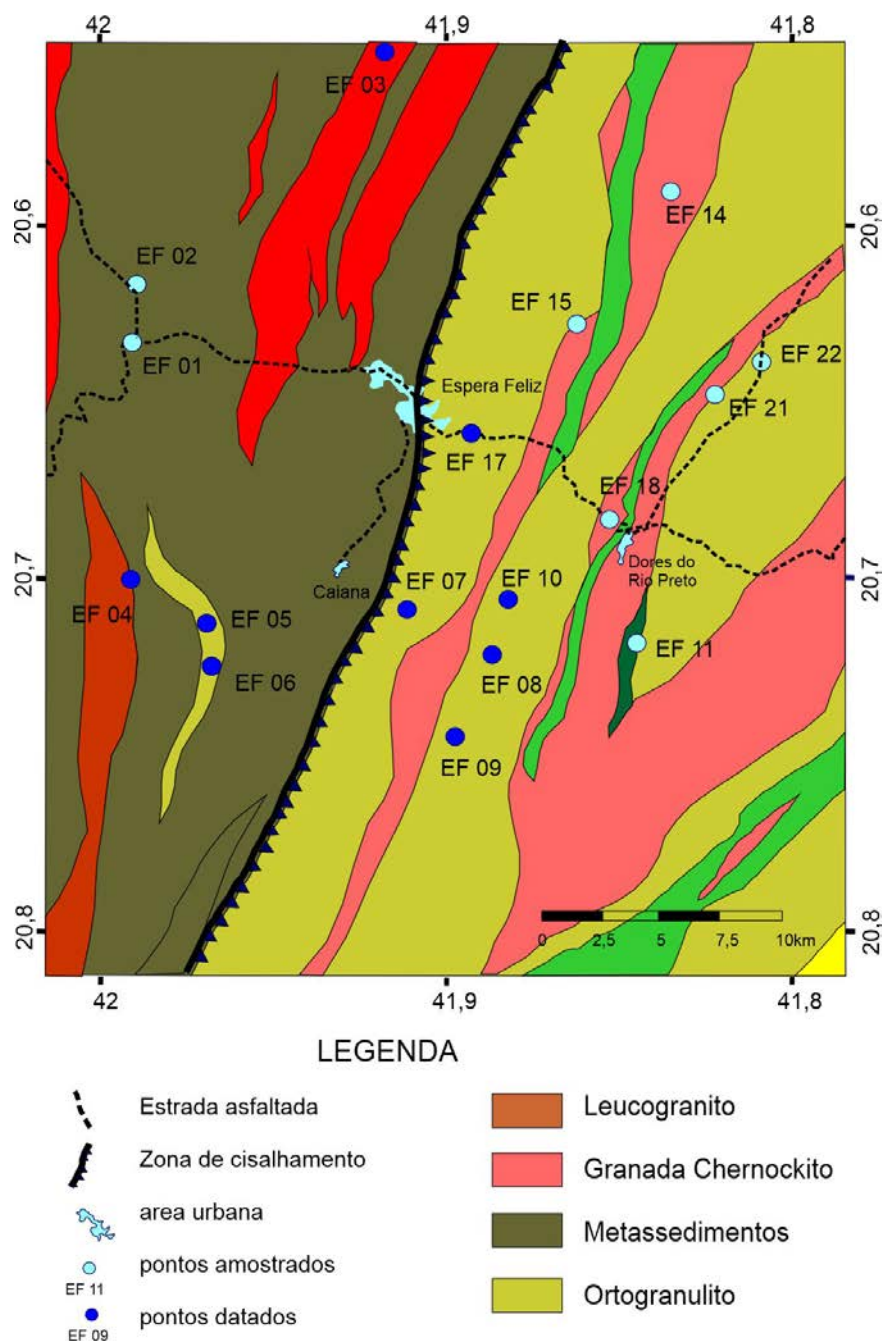 42
41,9
41,8
EF 03
20,6
20,6
EF 14
EF 02
EF 15
EF 01
EF 22
Espera Feliz
EF 21
EF 17
EF 18
20,7
20,7
Dores do
Rio Preto
Caiana
EF 07
EF 10
EF 04
EF 05
EF 11
EF 06
EF 08
EF 09
20,8
20,8
0 2,5 5 7,5 10km
42
41,9
41,8
LEGENDA
Estrada asfaltada
Zona de cisalhamento
area urbana
pontos amostrados
EF 11
pontos datados
EF 09
Leucogranito
Granada Chernockito
Metassedimentos
Ortogranulito